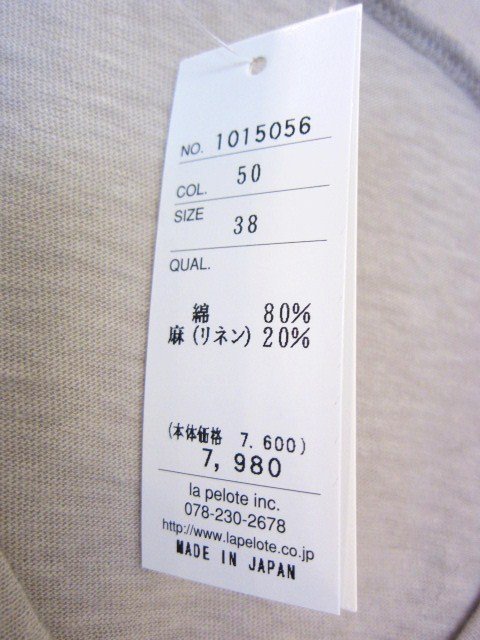 NO. 1015056
COL. 50
SIZE 38
QUAL.
綿 80%
麻(リネン) 20%
(本体価格 7.600)
7,980
la pelote inc.
078-230-2678
http://www.lapelote.co.jp
MADE IN JAPAN